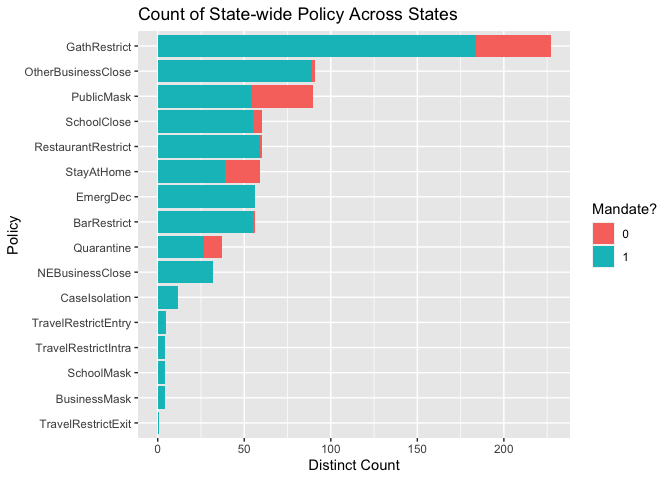 Count of State-wide Policy Across States
Policy
GathRestrict
OtherBusinessClose
PublicMask
SchoolClose
RestaurantRestrict
StayAtHome
EmergDec
BarRestrict
Quarantine
NEBusinessClose
CaseIsolation
TravelRestrictEntry
TravelRestrictIntra
SchoolMask
BusinessMask
TravelRestrictExit
0 50 100 150 200
Distinct Count
Mandate?
0
1